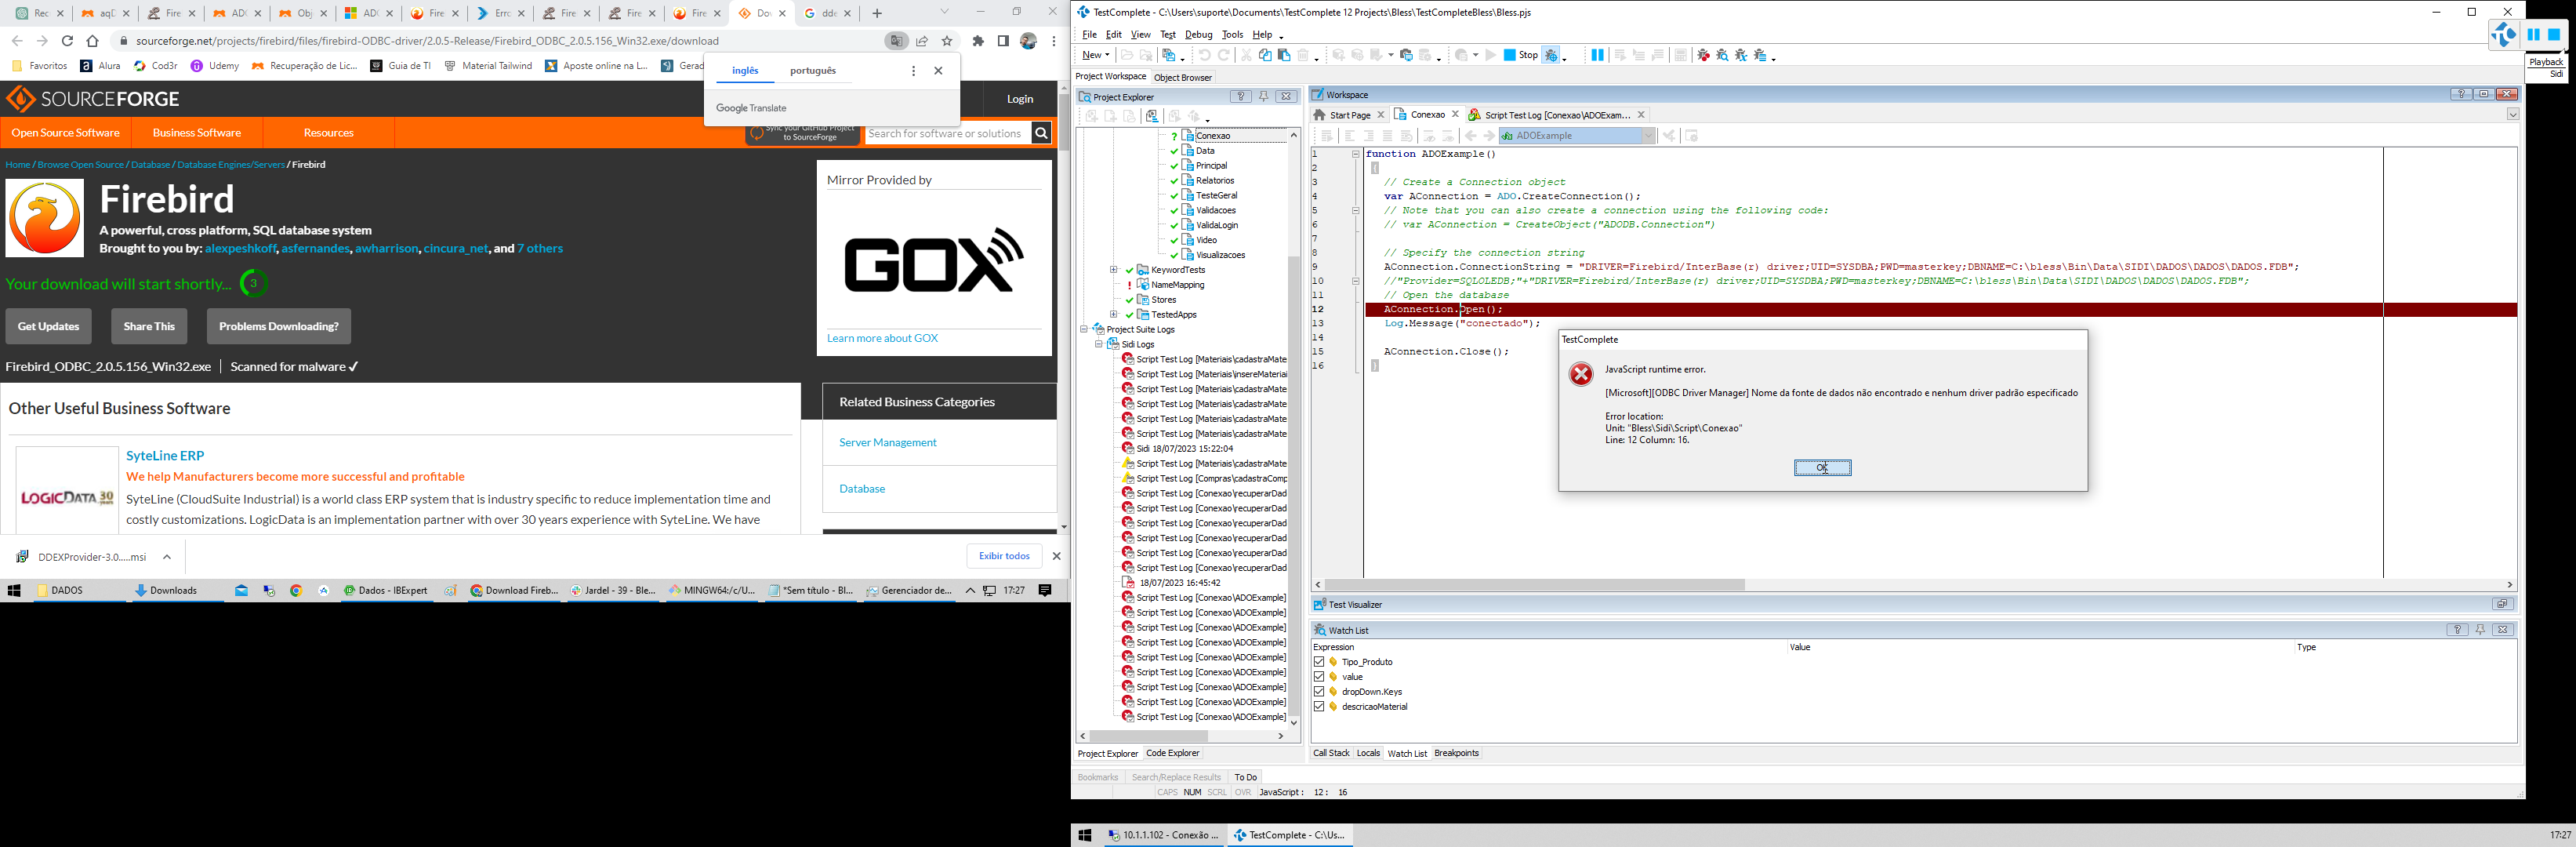 Rec
aqD
Fire
ADO
Obj
ADO
Fire
Erro
Fire
Fire
Fire
Dov
dde
sourceforge.net/projects/firebird/files/firebird-ODBC-driver/2.0.5-Release/Firebird_ODBC_2.0.5.156_Win32.exe/download
Favoritos
Alura
Cod3r
Udemy
Recuperação de Lic...
Guia de TI
Material Tailwind
Aposte online na L...
Gerad
inglês
português
Google Translate
SOURCEFORGE
Login
Open Source Software
Business Software
Resources
Sync your GitHub Project to SourceForge
Search for software or solutions
Home / Browse Open Source / Database / Database Engines/Servers / Firebird
Firebird
A powerful, cross platform, SQL database system
Brought to you by: alexpeshkoff, asfernandes, awharrison, cincura_net, and 7 others
Your download will start shortly... 3
Get Updates
Share This
Problems Downloading?
Firebird_ODBC_2.0.5.156_Win32.exe
Scanned for malware ✓
Mirror Provided by
GOX
Learn more about GOX
Other Useful Business Software
LOGICDATA 30
SyteLine ERP
We help Manufacturers become more successful and profitable
SyteLine (CloudSuite Industrial) is a world class ERP system that is industry specific to reduce implementation time and
costly customizations. LogicData is an implementation partner with over 30 years experience with SyteLine. We have
Related Business Categories
Server Management
Database
DDEXProvider-3.0.....msi
Exibir todos
DADOS
Downloads
Dados - IBExpert
Download Fireb...
Jardel - 39 - Ble...
MINGW64:/c/U...
*Sem título - Bl...
Gerenciador de...
17:27
TestComplete - C:\Users\suporte\Documents\TestComplete 12 Projects\Bless\TestCompleteBless\Bless.pjs
File Edit View Test Debug Tools Help
New
Stop
Playback
Sidi
Project Workspace
Object Browser
Project Explorer
Conexao
Data
Principal
Relatorios
TesteGeral
Validacoes
ValidaLogin
Video
Visualizacoes
KeywordTests
NameMapping
Stores
TestedApps
Project Suite Logs
Sidi Logs
Script Test Log [Materiais\cadastraMate
Script Test Log [Materiais\insereMateriai
Script Test Log [Materiais\cadastraMate
Script Test Log [Materiais\cadastraMate
Script Test Log [Materiais\cadastraMate
Script Test Log [Materiais\cadastraMate
Sidi 18/07/2023 15:22:04
Script Test Log [Materiais\cadastraMate
Script Test Log [Compras\cadastraComp
Script Test Log [Conexao\recuperarDad
Script Test Log [Conexao\recuperarDad
Script Test Log [Conexao\recuperarDad
Script Test Log [Conexao\recuperarDad
Script Test Log [Conexao\recuperarDad
Script Test Log [Conexao\recuperarDad
18/07/2023 16:45:42
Script Test Log [Conexao\ADOExample]
Script Test Log [Conexao\ADOExample]
Script Test Log [Conexao\ADOExample]
Script Test Log [Conexao\ADOExample]
Script Test Log [Conexao\ADOExample]
Script Test Log [Conexao\ADOExample]
Script Test Log [Conexao\ADOExample]
Script Test Log [Conexao\ADOExample]
Script Test Log [Conexao\ADOExample]
Project Explorer
Code Explorer
Workspace
Start Page
Conexao
Script Test Log [Conexao\ADOExam...
ADOExample
1 function ADOExample()
2 {
3 // Create a Connection object
4 var AConnection = ADO.CreateConnection();
5 // Note that you can also create a connection using the following code:
6 // var AConnection = CreateObject("ADODB.Connection")
7
8 // Specify the connection string
9 AConnection.ConnectionString = "DRIVER=Firebird/InterBase(r) driver;UID=SYSDBA;PWD=masterkey;DBNAME=C:\bless\Bin\Data\SIDI\DADOS\DADOS\DADOS.FDB";
10 //"Provider=SQLOLEDB;"+"DRIVER=Firebird/InterBase(r) driver;UID=SYSDBA;PWD=masterkey;DBNAME=C:\bless\Bin\Data\SIDI\DADOS\DADOS\DADOS.FDB";
11 // Open the database
12 AConnection.Open();
13 Log.Message("conectado");
14
15 AConnection.Close();
16 }
TestComplete
JavaScript runtime error.
[Microsoft][ODBC Driver Manager] Nome da fonte de dados não encontrado e nenhum driver padrão especificado
Error location:
Unit: "Bless\Sidi\Script\Conexao"
Line: 12 Column: 16.
OK
Test Visualizer
Watch List
Expression
Value
Type
Tipo_Produto
value
dropDown.Keys
descricaoMaterial
Call Stack
Locals
Watch List
Breakpoints
Bookmarks
Search/Replace Results
To Do
CAPS NUM SCRL OVR JavaScript : 12 : 16
10.1.1.102 - Conexão ...
TestComplete - C:\Us...
17:27